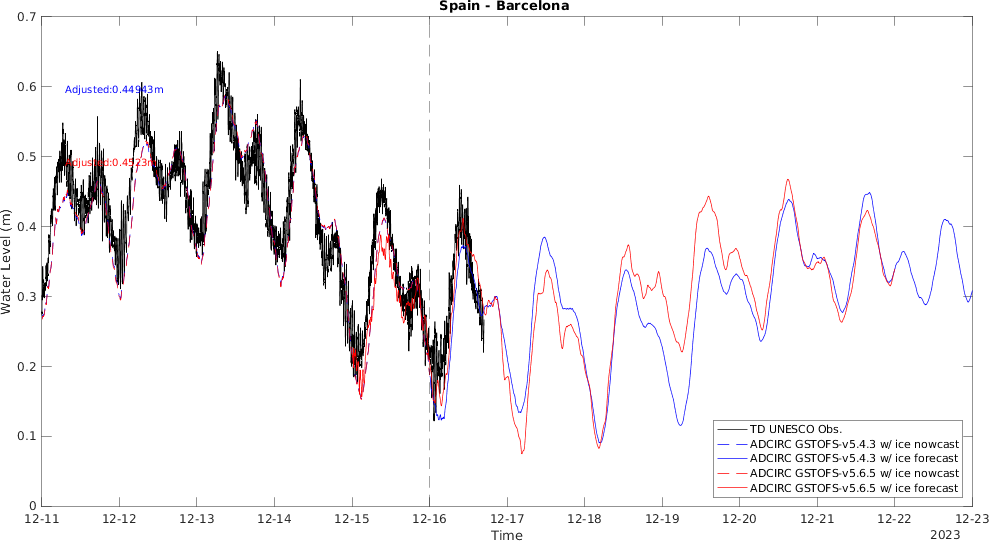 Spain - Barcelona
0.7
0.6
0.5
0.4
0.3
0.2
0.1
0
Water Level (m)
Adjusted:0.44943m
Adjusted:0.4523m
TD UNESCO Obs.
ADCIRC GSTOFS-v5.4.3 w/ ice nowcast
ADCIRC GSTOFS-v5.4.3 w/ ice forecast
ADCIRC GSTOFS-v5.6.5 w/ ice nowcast
ADCIRC GSTOFS-v5.6.5 w/ ice forecast
12-11 12-12 12-13 12-14 12-15 12-16 12-17 12-18 12-19 12-20 12-21 12-22 12-23
Time
2023